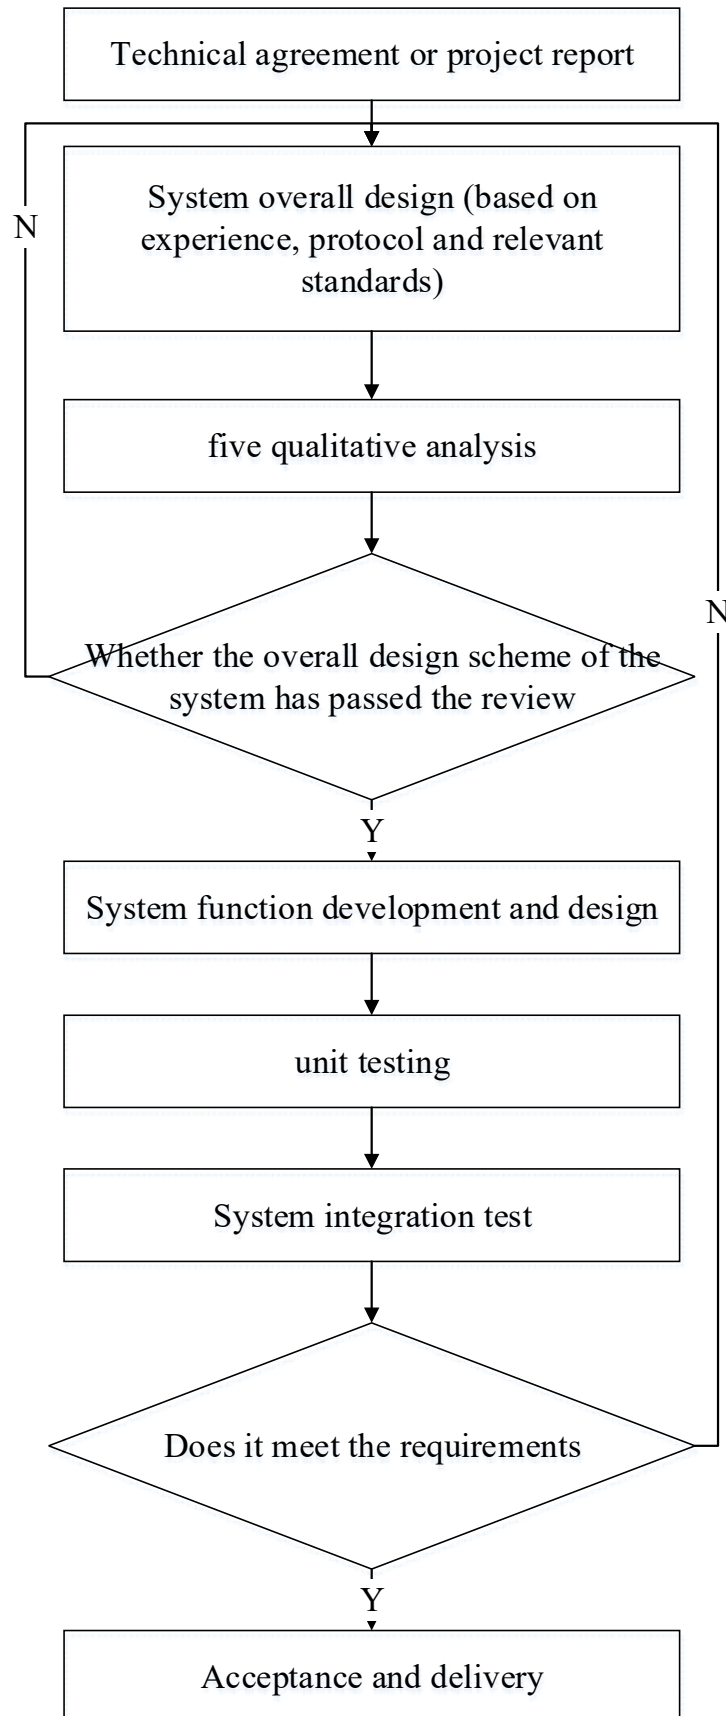 Technical agreement or project report
System overall design (based on
experience, protocol and relevant
standards)
N
five qualitative analysis
N
Whether the overall design scheme of the
system has passed the review
Y
System function development and design
unit testing
System integration test
Does it meet the requirements
Y
Acceptance and delivery